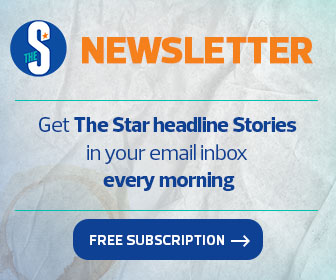 THE S
NEWSLETTER
Get The Star headline Stories
in your email inbox
every morning
FREE SUBSCRIPTION →